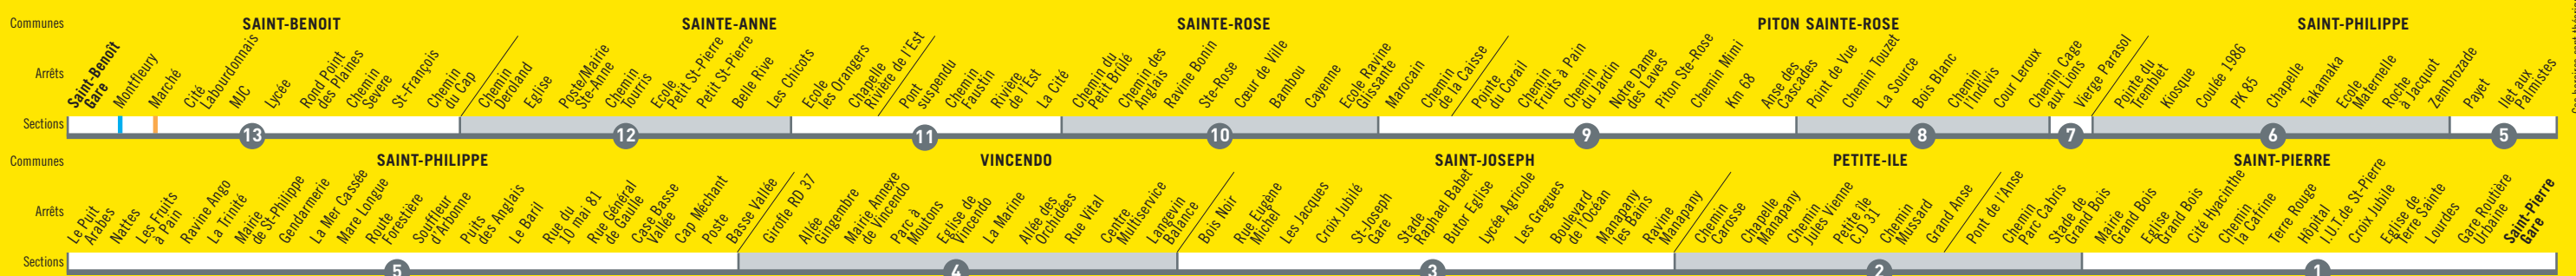 Communes SAINT-BENOIT SAINTE-ANNE SAINTE-ROSE PITON SAINTE-ROSE SAINT-PHILIPPE
Arrêts
Saint-Benoît Gare
Montfleury
Marché
Cité Labourdonnais
MJC
Lycée
Rond Point des Plaines
Chemin Severe
St-François
Chemin du Cap
Chemin Deroland
Eglise
Poste/Mairie Ste-Anne
Chemin Tourris
Ecole Petit St-Pierre
Petit St-Pierre
Belle Rive
Les Chicots
Ecole les Orangers
Chapelle Rivière de l'Est
Pont suspendu
Chemin Faustin
Rivière de l'Est
La Cité
Chemin du Petit Brûlé
Chemin des Anglais
Ravine Bonin
Ste-Rose
Cœur de Ville
Bambou
Cayenne
Ecole Ravine Glissante
Marocain
Chemin de la Caisse
Pointe du Corail
Chemin Fruits à Pain
Chemin du Jardin
Notre Dame des Laves
Piton Ste-Rose
Chemin Mimi
Km 68
Anse des Cascades
Point de Vue
Chemin Touzet
La Source
Bois Blanc
Chemin l'Indivis
Cour Leroux
Chemin Cage aux Lions
Vierge Parasol
Pointe du Tremblet
Kiosque
Coulée 1986
PK 85
Chapelle
Takamaka
Ecole Maternelle
Roche à Jacquot
Zembrozade
Payet
Ilet aux Palmistes
Sections 13 12 11 10 9 8 7 6 5
Communes SAINT-PHILIPPE VINCENDO SAINT-JOSEPH PETITE-ILE SAINT-PIERRE
Arrêts
Le Puit Arabes
Nattes
Les Fruits à Pain
Ravine Ango
La Trinité
Mairie de St-Philippe
Gendarmerie
La Mer Cassée
Mare Longue
Route Forestière
Souffleur d'Arbonne
Puits des Anglais
Le Baril
Rue du 10 mai 81
Rue Général de Gaulle
Case Basse Vallée
Cap Méchant
Poste
Basse Vallée
Girofle RD 37
Allée Gingembre
Mairie Annexe de Vincendo
Parc à Moutons
Eglise de Vincendo
La Marine
Allée des Orchidées
Rue Vital
Centre Multiservice
Langevin Balance
Bois Noir
Rue Eugène Michel
Les Jacques
Croix Jubilé
St-Joseph Gare
Stade Raphael Babet
Butor Eglise
Lycée Agricole
Les Gregues
Boulevard de l'Océan
Manapany les Bains
Ravine Manapany
Chemin Carosse
Chapelle Manapany
Chemin Jules Vienne
Petite île C.D 31
Chemin Mussard
Grand Anse
Pont de l'Anse
Chemin Parc Cabris
Stade de Grand Bois
Mairie Grand Bois
Eglise Grand Bois
Cité Hyacinthe
Chemin la Cafrine
Terre Rouge
Hôpital
I.U.T.de St-Pierre
Croix Jubile
Eglise de Terre Sainte
Lourdes
Gare Routière Urbaine
Saint-Pierre Gare
Sections 5 4 3 2 1